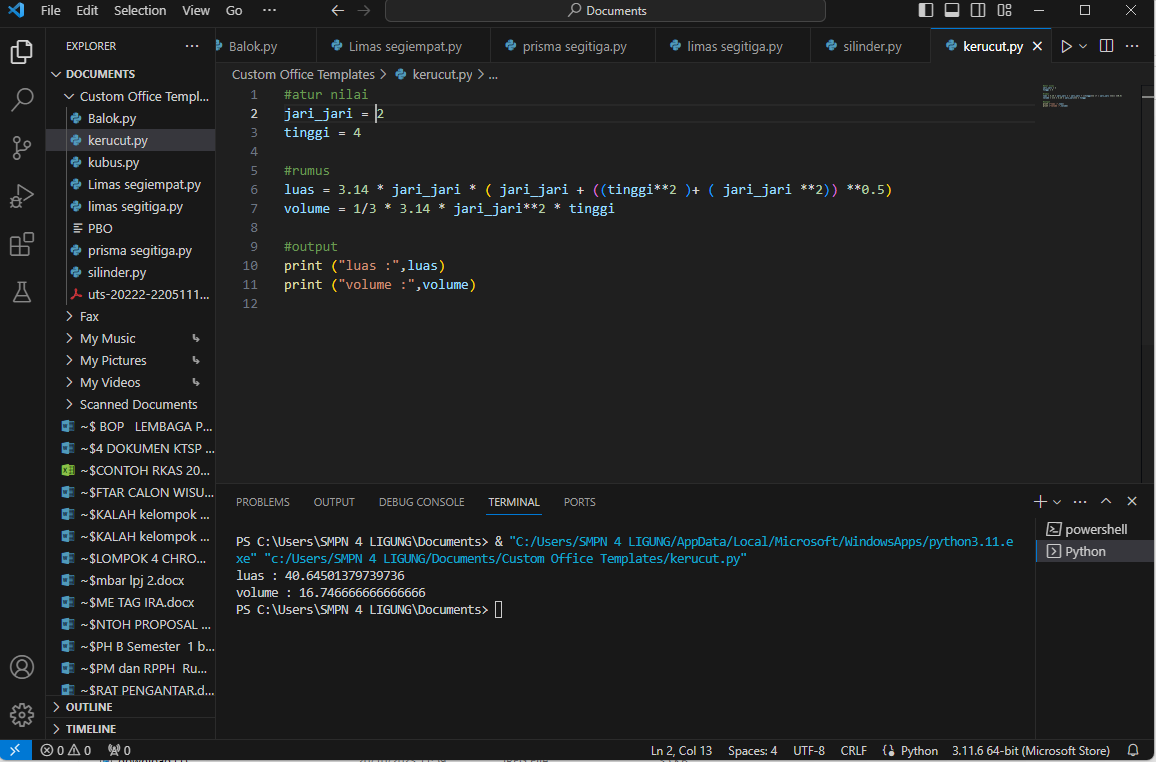 File Edit Selection View Go ··· Documents
EXPLORER ···
Balok.py Limas segiempat.py prisma segitiga.py limas segitiga.py silinder.py kerucut.py
Custom Office Templates > kerucut.py > ...
DOCUMENTS
Custom Office Templ...
Balok.py
kerucut.py
kubus.py
Limas segiempat.py
limas segitiga.py
PBO
prisma segitiga.py
silinder.py
uts-20222-2205111...
Fax
My Music
My Pictures
My Videos
Scanned Documents
~$ BOP LEMBAGA P...
~$4 DOKUMEN KTSP ...
~$CONTOH RKAS 20...
~$FTAR CALON WISU...
~$KALAH kelompok ...
~$KALAH kelompok ...
~$LOMPOK 4 CHRO...
~$mbar lpj 2.docx
~$ME TAG IRA.docx
~$NTOH PROPOSAL ...
~$PH B Semester 1 b...
~$PM dan RPPH Ru...
~$RAT PENGANTAR.d...
OUTLINE
TIMELINE
1 #atur nilai
2 jari_jari = 2
3 tinggi = 4
4
5 #rumus
6 luas = 3.14 * jari_jari * ( jari_jari + ((tinggi**2 )+ ( jari_jari **2)) **0.5)
7 volume = 1/3 * 3.14 * jari_jari**2 * tinggi
8
9 #output
10 print ("luas :",luas)
11 print ("volume :",volume)
12
PROBLEMS OUTPUT DEBUG CONSOLE TERMINAL PORTS
PS C:\Users\SMPN 4 LIGUNG\Documents> & "C:/Users/SMPN 4 LIGUNG/AppData/Local/Microsoft/WindowsApps/python3.11.e
xe" "c:/Users/SMPN 4 LIGUNG/Documents/Custom Office Templates/kerucut.py"
luas : 40.64501379739736
volume : 16.746666666666666
PS C:\Users\SMPN 4 LIGUNG\Documents>
powershell
Python
0 0 0 Ln 2, Col 13 Spaces: 4 UTF-8 CRLF Python 3.11.6 64-bit (Microsoft Store)